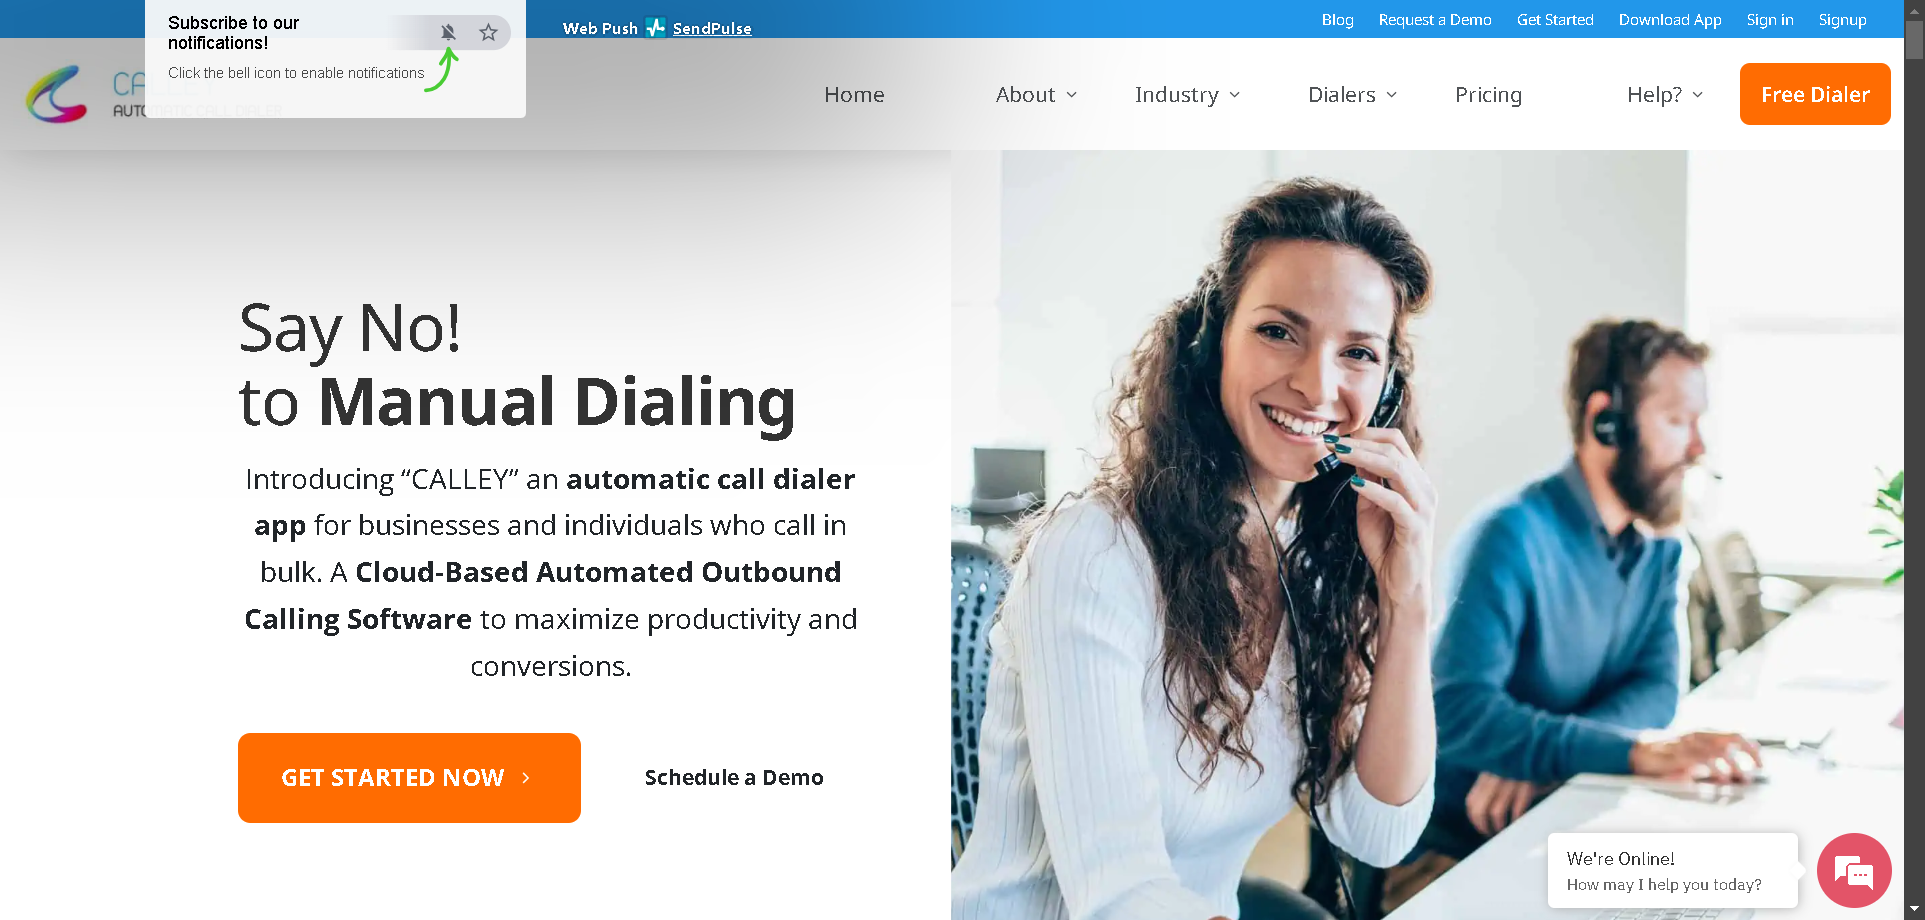 Subscribe to our
notifications!
Click the bell icon to enable notifications
Web Push SendPulse
Blog Request a Demo Get Started Download App Sign in Signup
AUTOMATIC CALL DIALER
Home About Industry Dialers Pricing Help? Free Dialer
Say No!
to Manual Dialing
Introducing “CALLEY” an automatic call dialer
app for businesses and individuals who call in
bulk. A Cloud-Based Automated Outbound
Calling Software to maximize productivity and
conversions.
GET STARTED NOW
Schedule a Demo
We're Online!
How may I help you today?